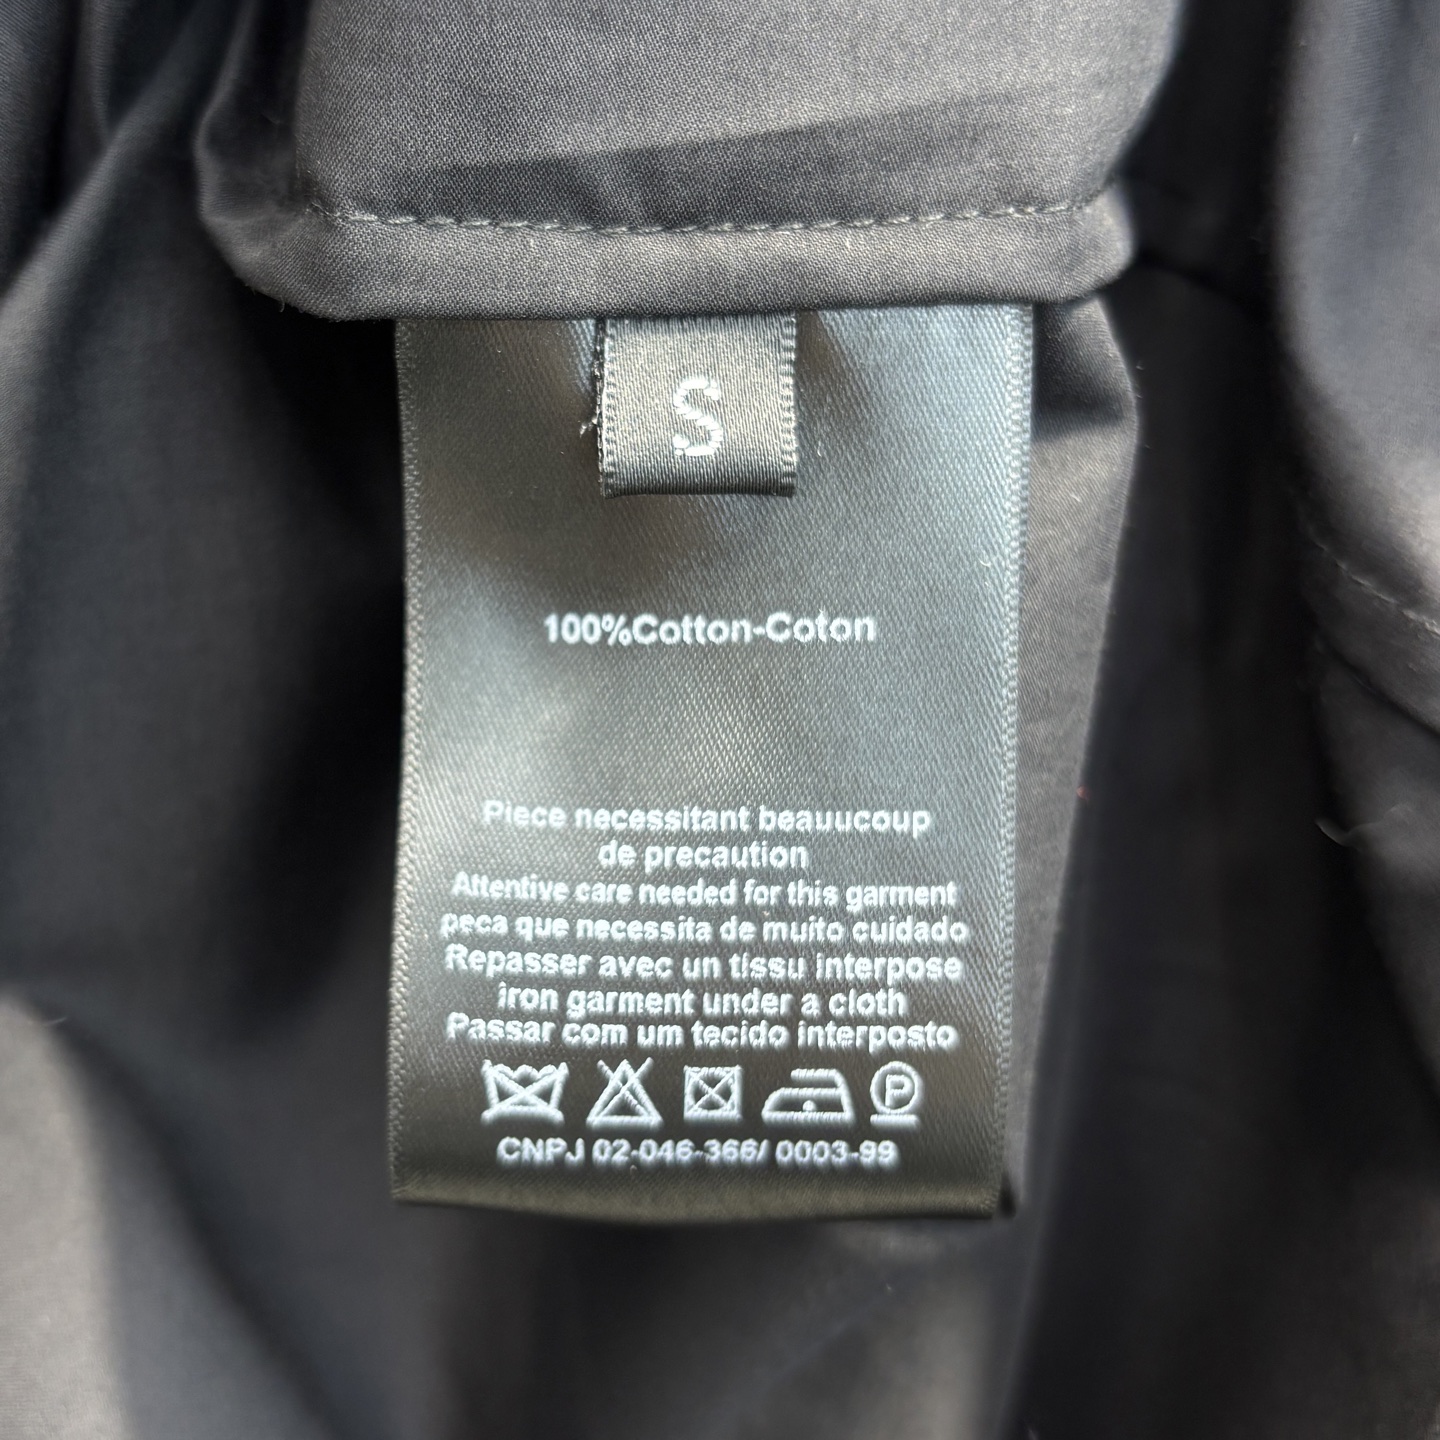 S
100%Cotton-Coton
Piece necessitant beauucoup
de precaution
Attentive care needed for this garment
peca que necessita de muito cuidado
Repasser avec un tissu interpose
iron garment under a cloth
Passar com um tecido interposto
P
CNPJ 02-046-366/ 0003-99